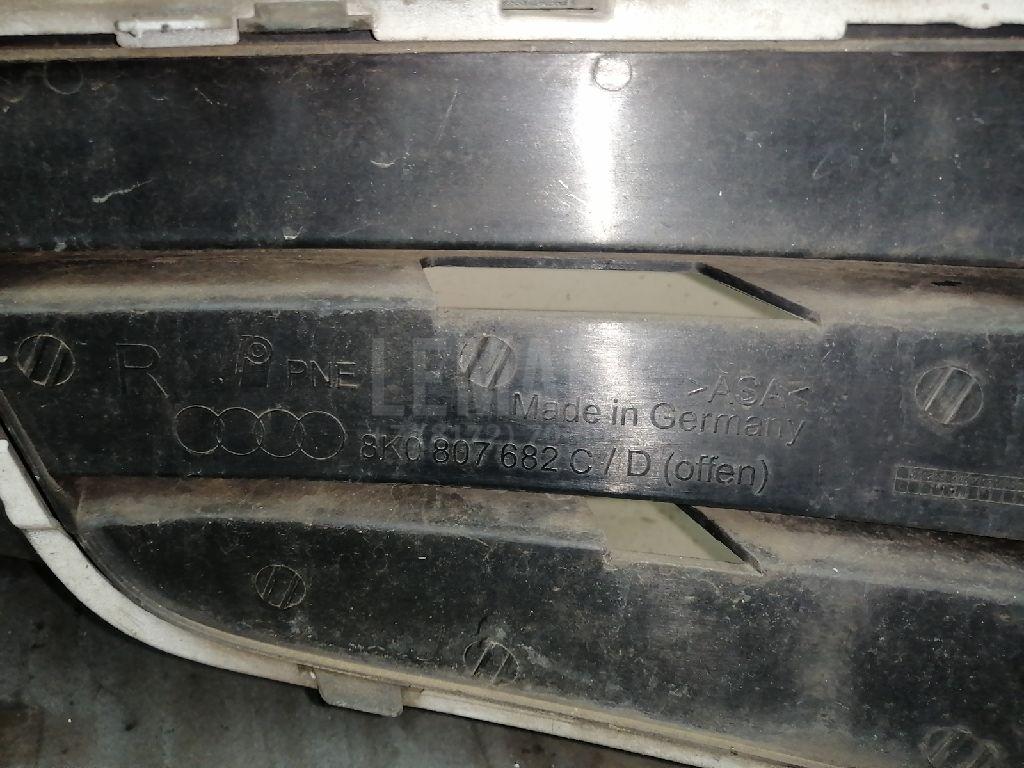 R PNE >ASA<
Made in Germany
8K0 807 682 C / D (offen)